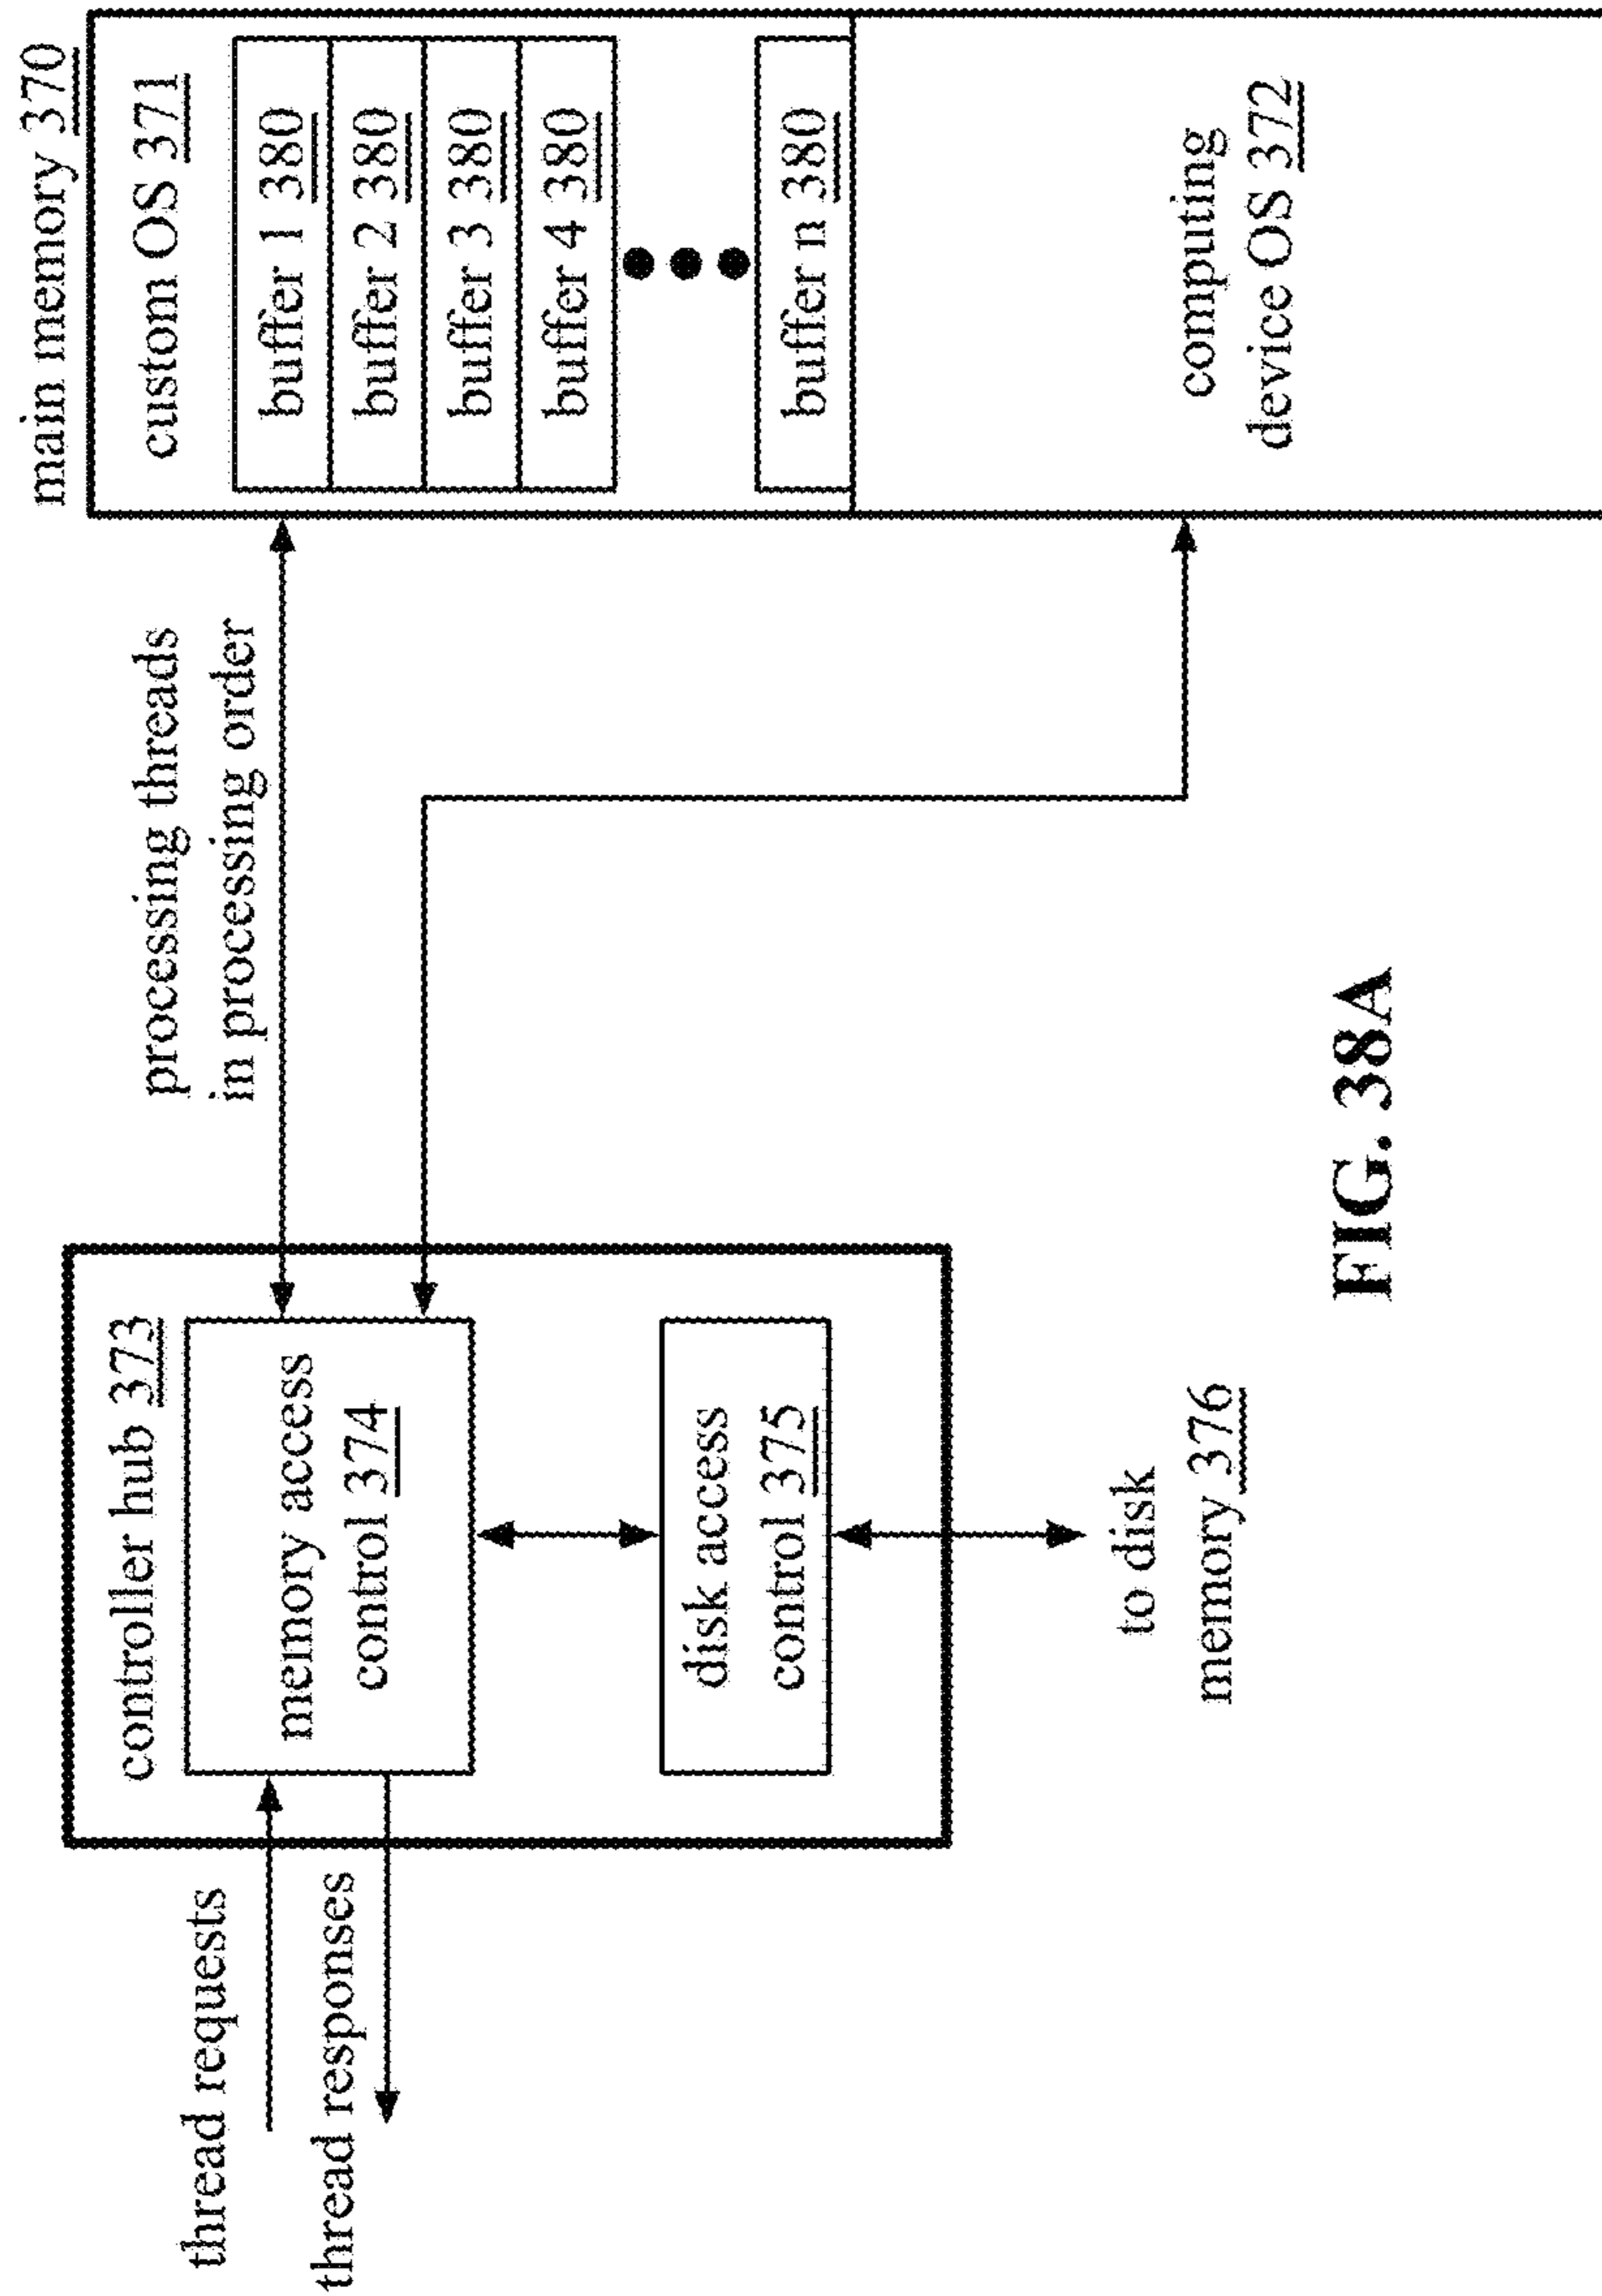 main memory 370
custom OS 371
buffer 1 380
buffer 2 380
buffer 3 380
buffer 4 380
buffer n 380
computing
device OS 372
processing threads
in processing order
controller hub 373
memory access
control 374
disk access
control 375
to disk
memory 376
thread requests
thread responses
FIG. 38A